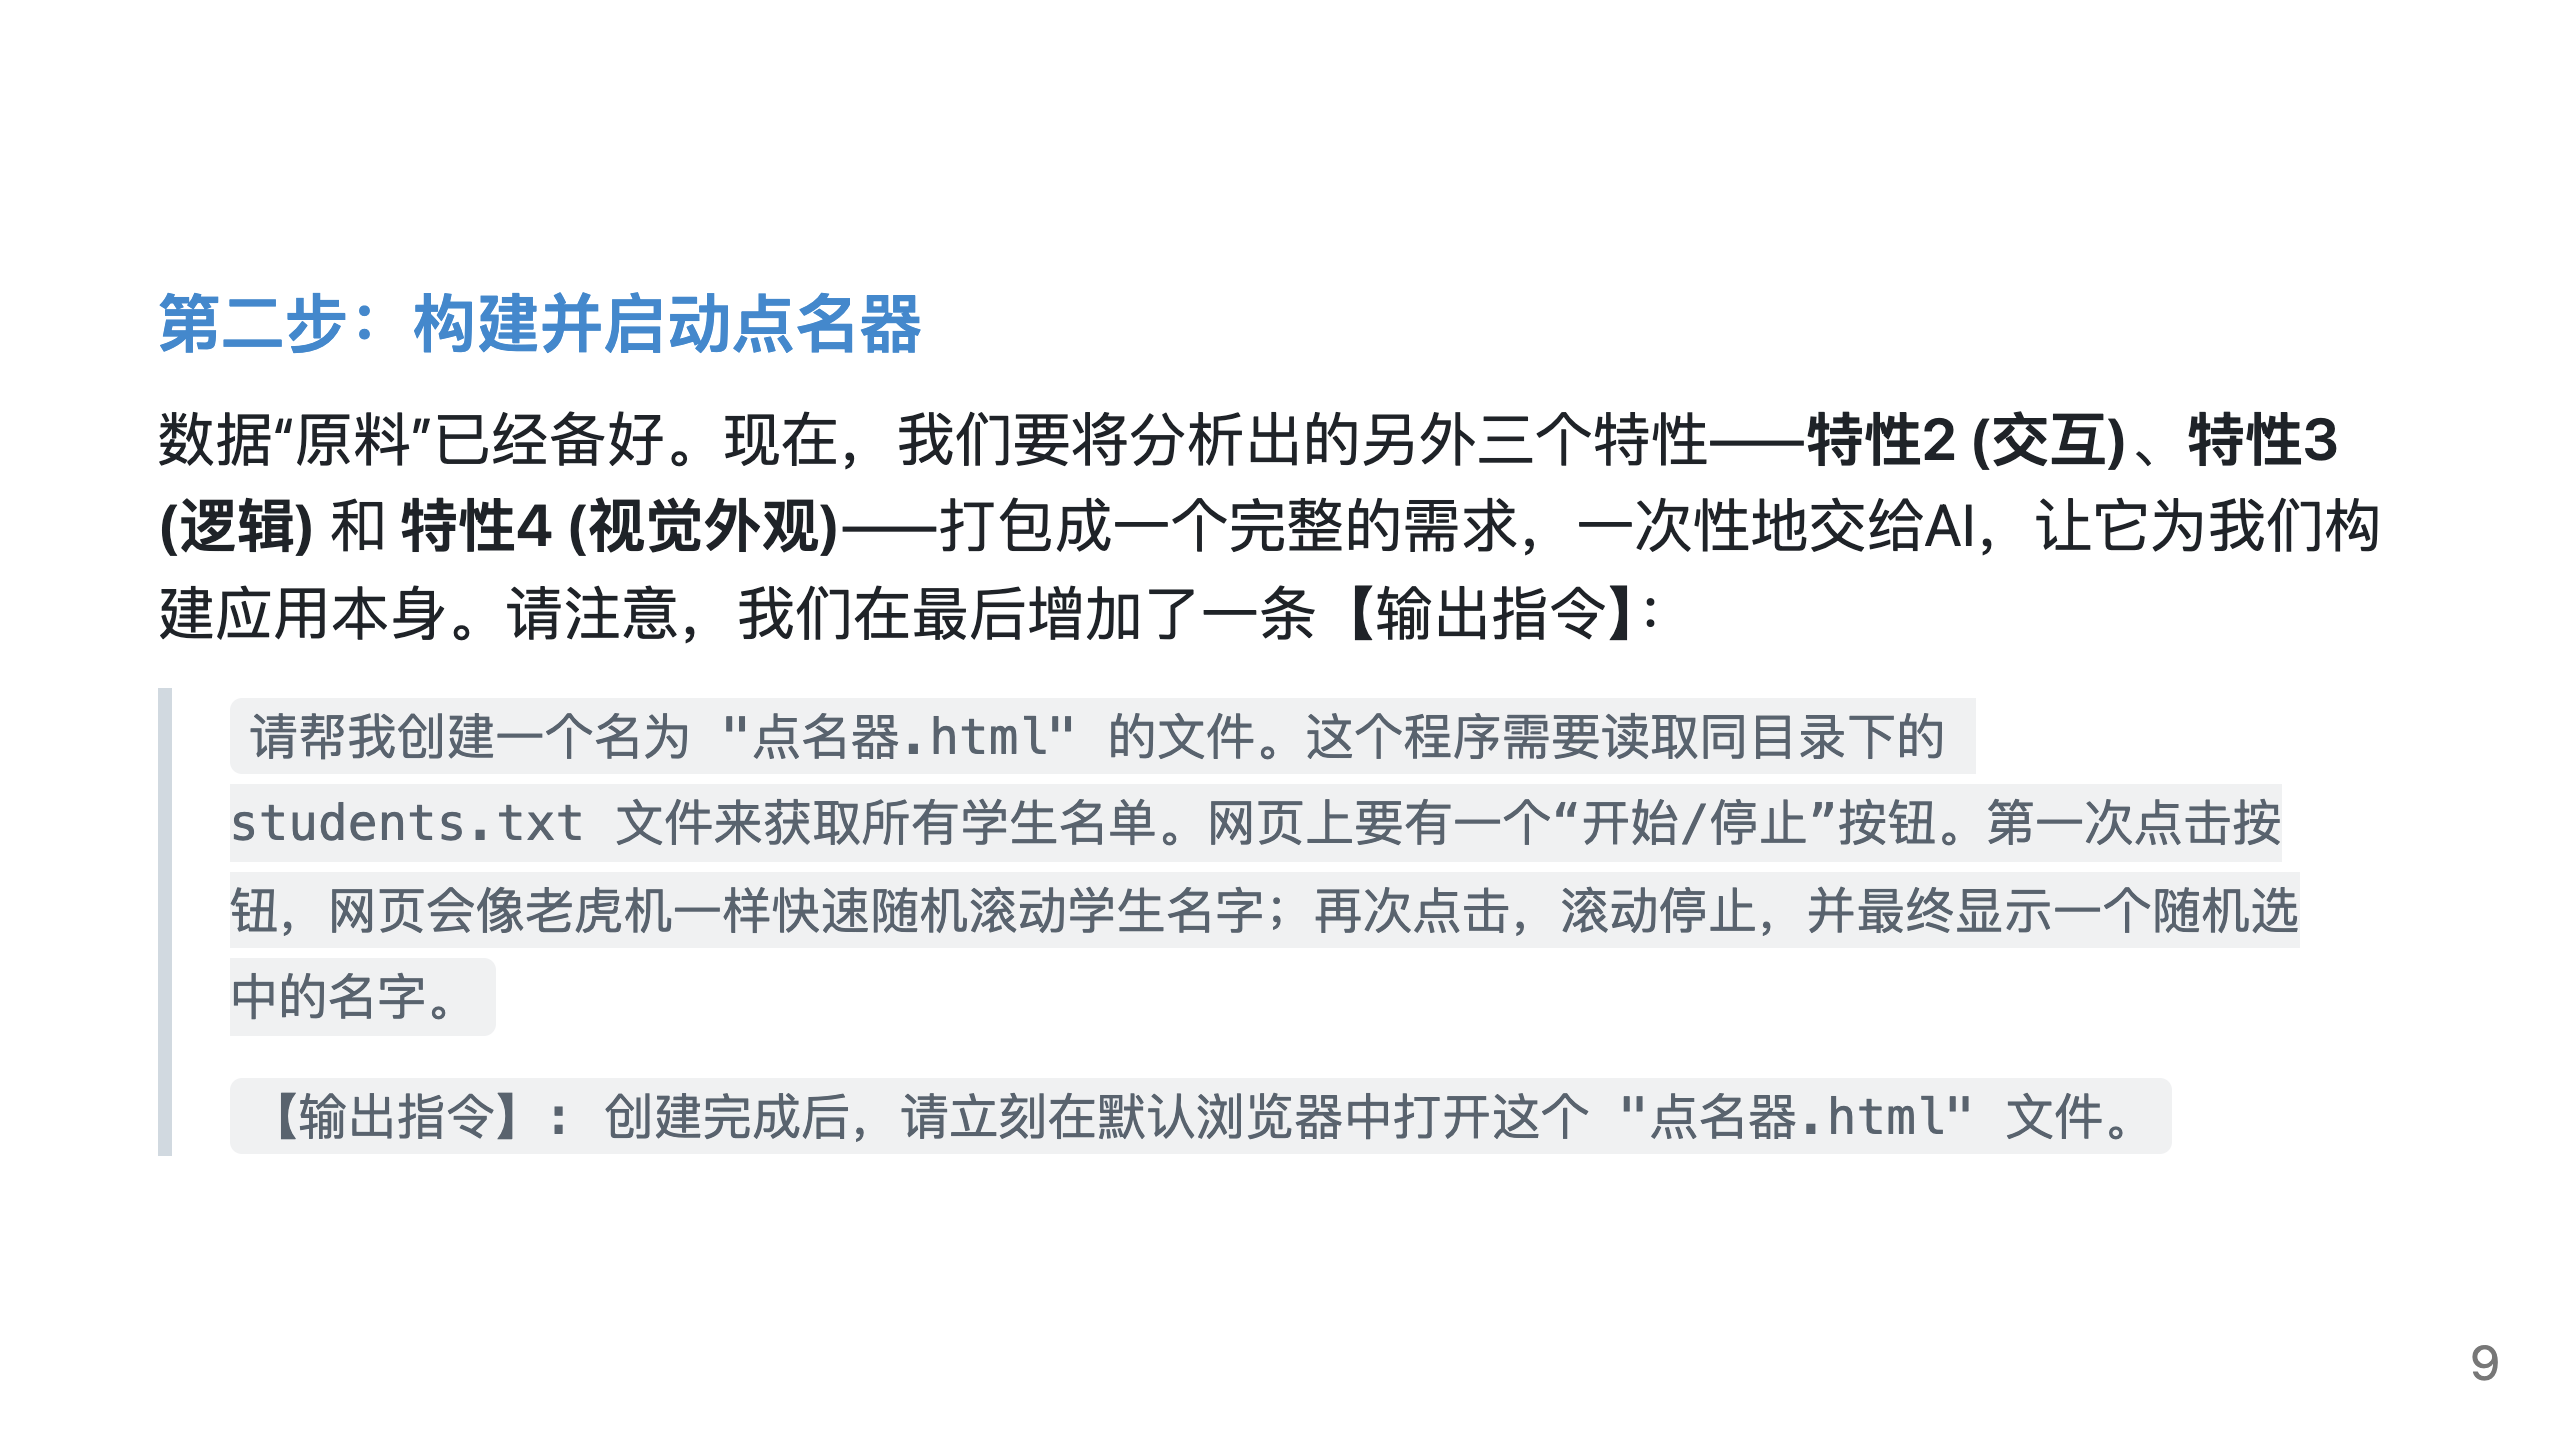 第二步：构建并启动点名器
数据“原料”已经备好。现在，我们要将分析出的另外三个特性——特性2 (交互)、特性3
(逻辑) 和 特性4 (视觉外观)——打包成一个完整的需求，一次性地交给AI，让它为我们构
建应用本身。请注意，我们在最后增加了一条【输出指令】：
请帮我创建一个名为 "点名器.html" 的文件。这个程序需要读取同目录下的
students.txt 文件来获取所有学生名单。网页上要有一个“开始/停止”按钮。第一次点击按
钮，网页会像老虎机一样快速随机滚动学生名字；再次点击，滚动停止，并最终显示一个随机选
中的名字。
【输出指令】: 创建完成后，请立刻在默认浏览器中打开这个 "点名器.html" 文件。
9